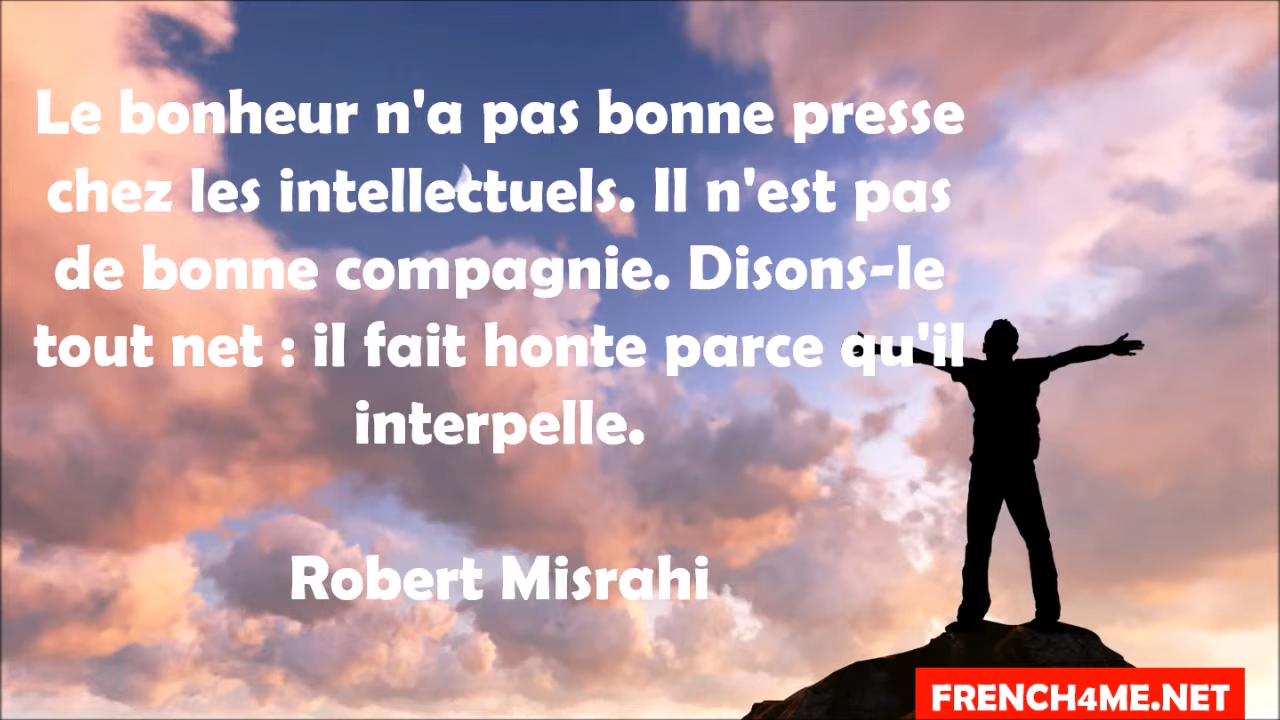 Le bonheur n'a pas bonne presse
chez les intellectuels. Il n'est pas
de bonne compagnie. Disons-le
tout net : il fait honte parce qu'il
interpelle.
Robert Misrahi
FRENCH4ME.NET